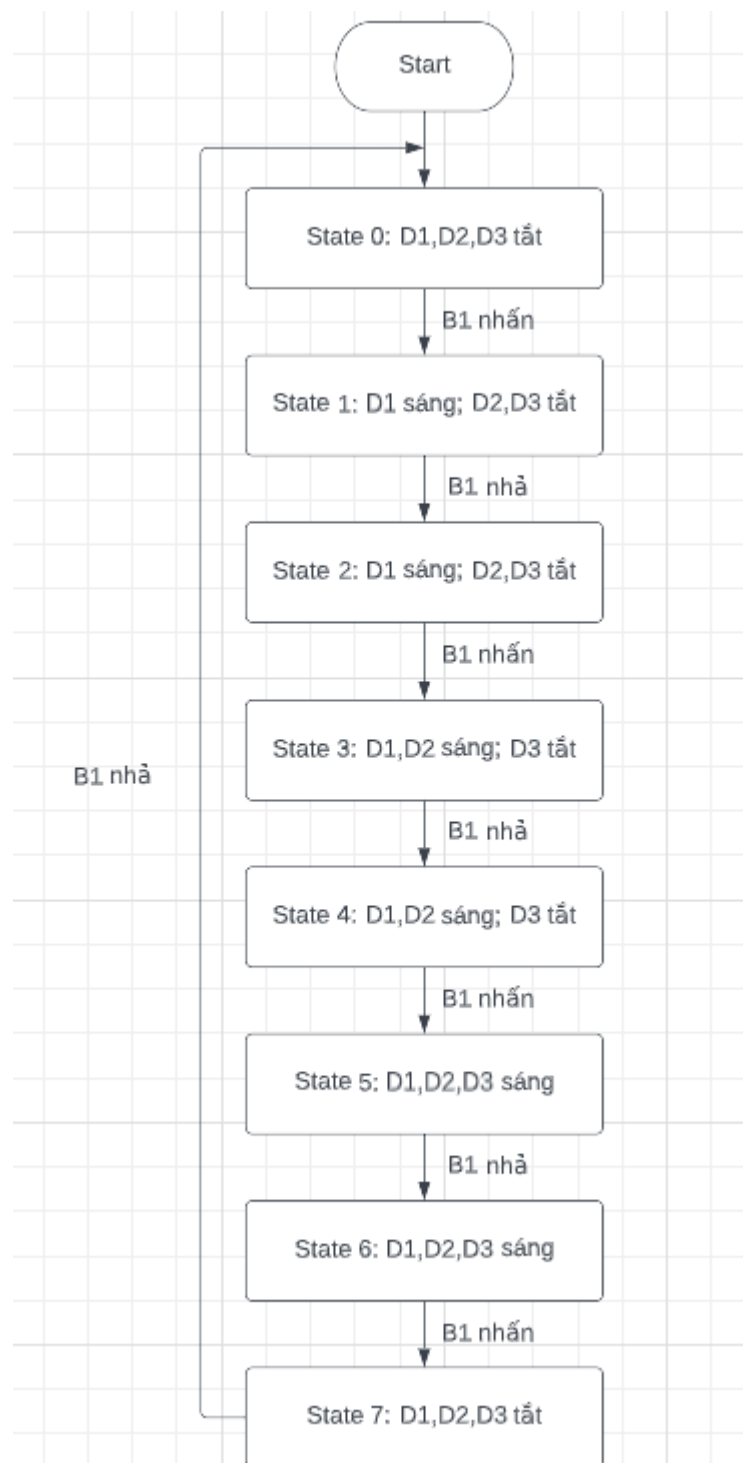 Start
State 0: D1,D2,D3 tắt
B1 nhấn
State 1: D1 sáng; D2,D3 tắt
B1 nhả
State 2: D1 sáng; D2,D3 tắt
B1 nhấn
State 3: D1,D2 sáng; D3 tắt
B1 nhả
B1 nhả
State 4: D1,D2 sáng; D3 tắt
B1 nhấn
State 5: D1,D2,D3 sáng
B1 nhả
State 6: D1,D2,D3 sáng
B1 nhấn
State 7: D1,D2,D3 tắt